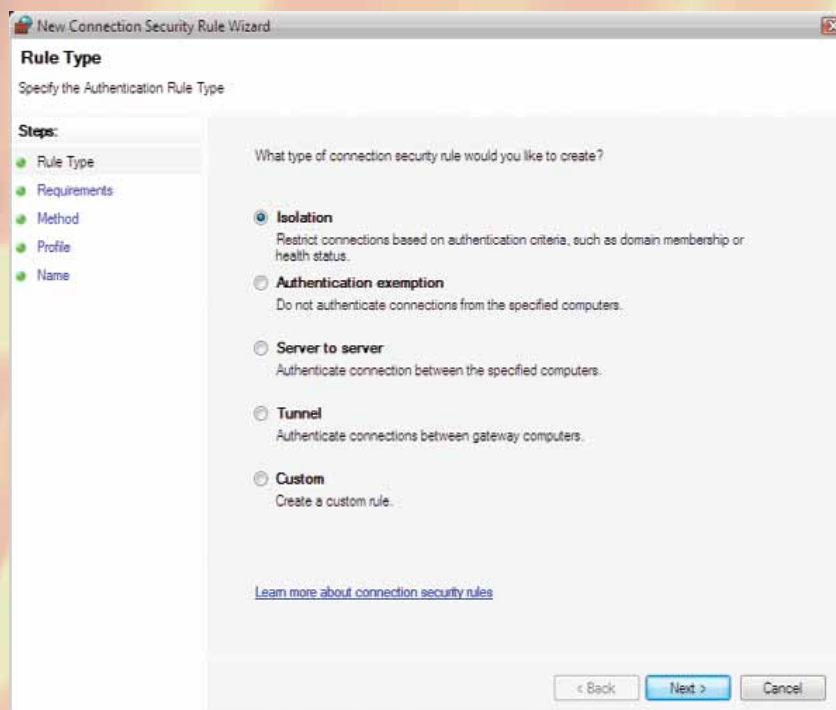 New Connection Security Rule Wizard
Rule Type
Specify the Authentication Rule Type
Steps:
Rule Type
Requirements
Method
Profile
Name
What type of connection security rule would you like to create?
Isolation
Restrict connections based on authentication criteria, such as domain membership or
health status.
Authentication exemption
Do not authenticate connections from the specified computers.
Server to server
Authenticate connection between the specified computers.
Tunnel
Authenticate connections between gateway computers.
Custom
Create a custom rule.
Learn more about connection security rules
< Back
Next >
Cancel